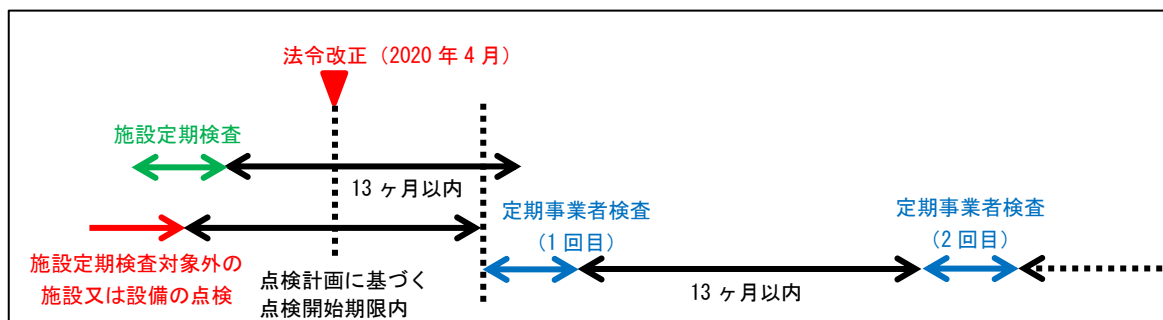 法令改正（2020 年 4 月）
施設定期検査
13 ヶ月以内
定期事業者検査
（1 回目）
定期事業者検査
（2 回目）
施設定期検査対象外の
施設又は設備の点検
点検計画に基づく
点検開始期限内
13 ヶ月以内